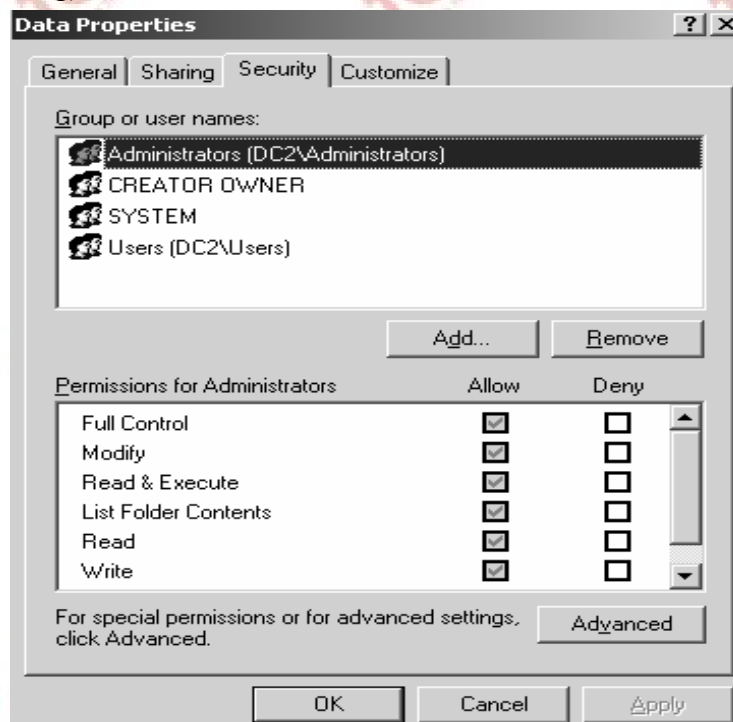 Data Properties ? ×
General Sharing Security Customize
Group or user names:
Administrators (DC2\Administrators)
CREATOR OWNER
SYSTEM
Users (DC2\Users)
Add... Remove
Permissions for Administrators Allow Deny
Full Control
Modify
Read & Execute
List Folder Contents
Read
Write
For special permissions or for advanced settings,
click Advanced.
Advanced
OK Cancel Apply